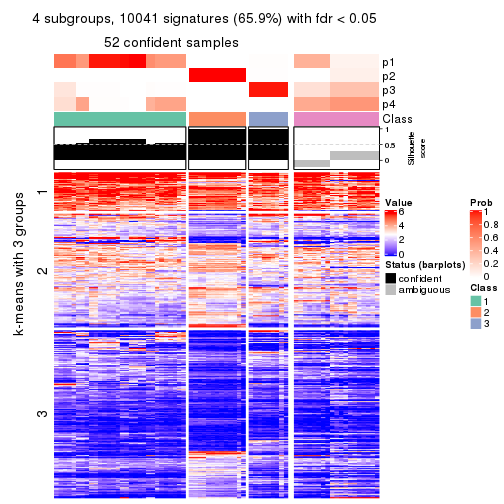 4 subgroups, 10041 signatures (65.9%) with fdr < 0.05
52 confident samples
p1
p2
p3
p4
Class
1
0.5
0
Silhouette
score
k-means with 3 groups
1
2
3
Value
6
4
2
0
Status (barplots)
confident
ambiguous
Prob
1
0.8
0.6
0.4
0.2
0
Class
1
2
3